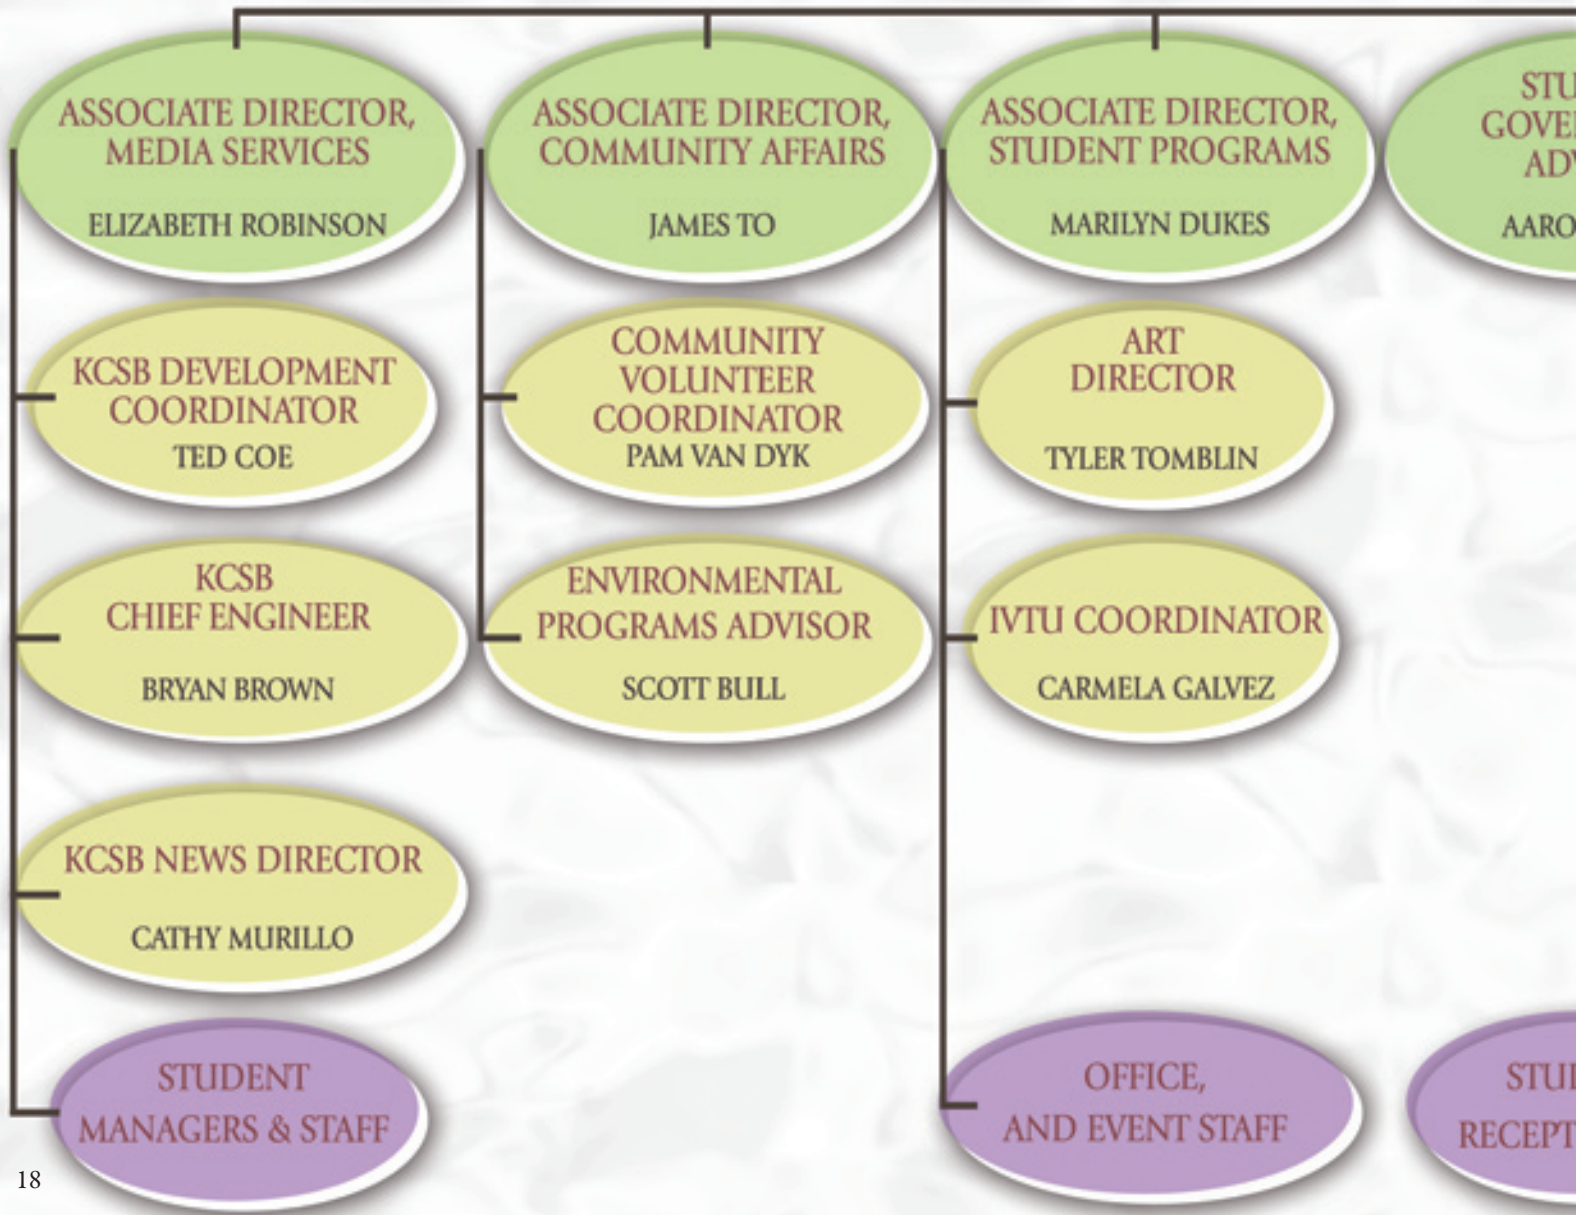 ASSOCIATE DIRECTOR,
MEDIA SERVICES
ELIZABETH ROBINSON
KCSB DEVELOPMENT
COORDINATOR
TED COE
KCSB
CHIEF ENGINEER
BRYAN BROWN
KCSB NEWS DIRECTOR
CATHY MURILLO
STUDENT
MANAGERS & STAFF
ASSOCIATE DIRECTOR,
COMMUNITY AFFAIRS
JAMES TO
COMMUNITY
VOLUNTEER
COORDINATOR
PAM VAN DYK
ENVIRONMENTAL
PROGRAMS ADVISOR
SCOTT BULL
ASSOCIATE DIRECTOR,
STUDENT PROGRAMS
MARILYN DUKES
ART
DIRECTOR
TYLER TOMBLIN
IVTU COORDINATOR
CARMELA GALVEZ
OFFICE,
AND EVENT STAFF
18